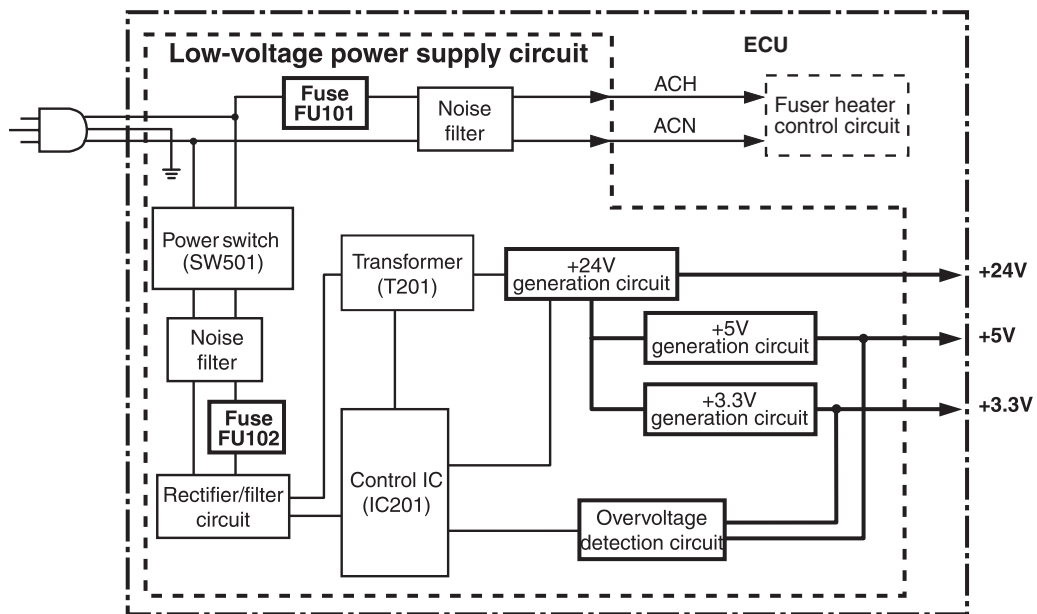 Low-voltage power supply circuit
ECU
Fuse
FU101
Noise
filter
ACH
ACN
Fuser heater
control circuit
Power switch
(SW501)
Transformer
(T201)
+24V
generation circuit
+24V
+5V
generation circuit
+5V
Noise
filter
+3.3V
generation circuit
+3.3V
Fuse
FU102
Control IC
(IC201)
Rectifier/filter
circuit
Overvoltage
detection circuit